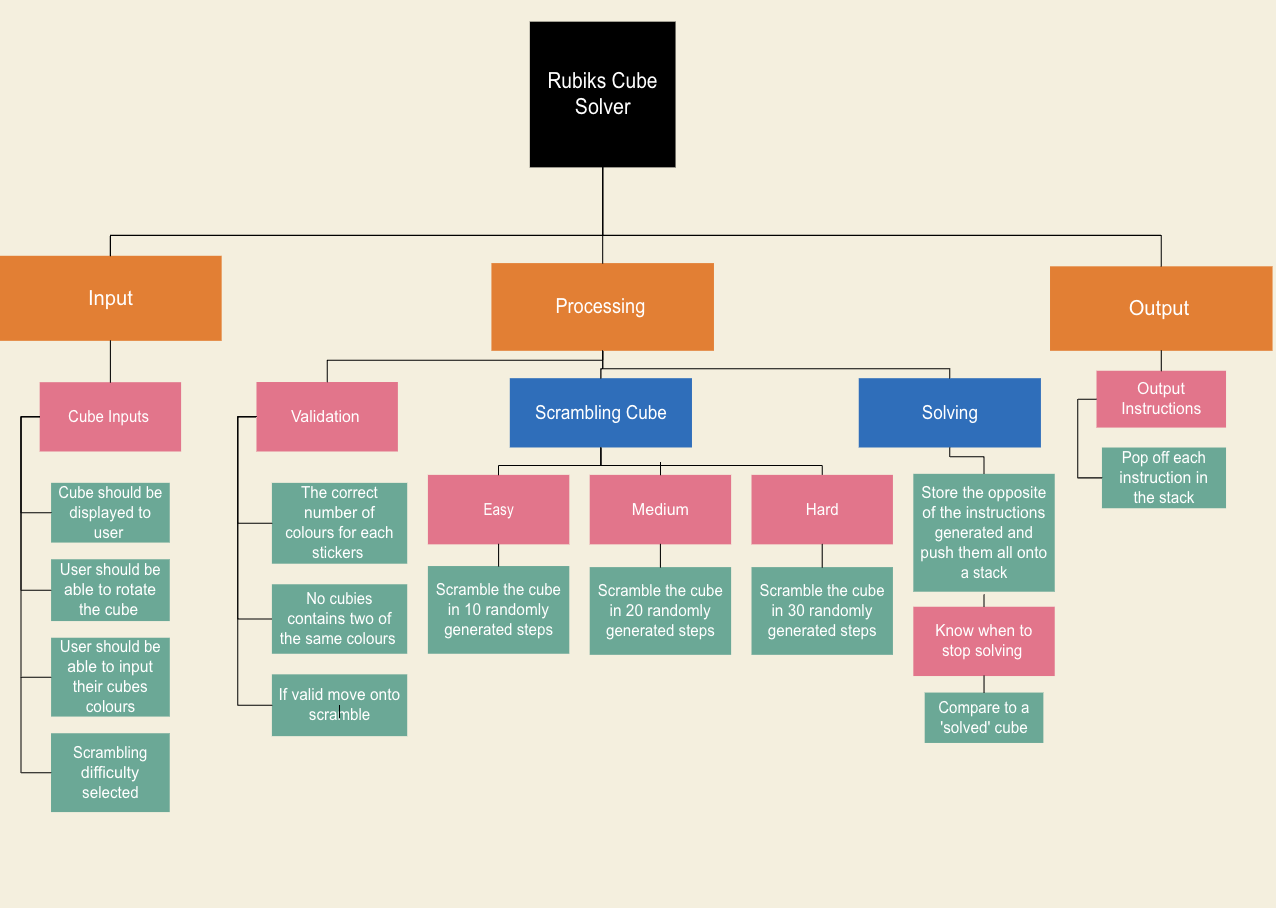 Rubiks Cube
Solver
Input
Processing
Output
Cube Inputs
Cube should be
displayed to
user
User should be
able to rotate
the cube
User should be
able to input
their cubes
colours
Scrambling
difficulty
selected
Validation
The correct
number of
colours for each
stickers
No cubies
contains two of
the same colours
If valid move onto
scramble
Scrambling Cube
Easy
Scramble the cube
in 10 randomly
generated steps
Medium
Scramble the cube
in 20 randomly
generated steps
Hard
Scramble the cube
in 30 randomly
generated steps
Solving
Store the opposite
of the instructions
generated and
push them all onto
a stack
Know when to
stop solving
Compare to a
'solved' cube
Output
Instructions
Pop off each
instruction in
the stack